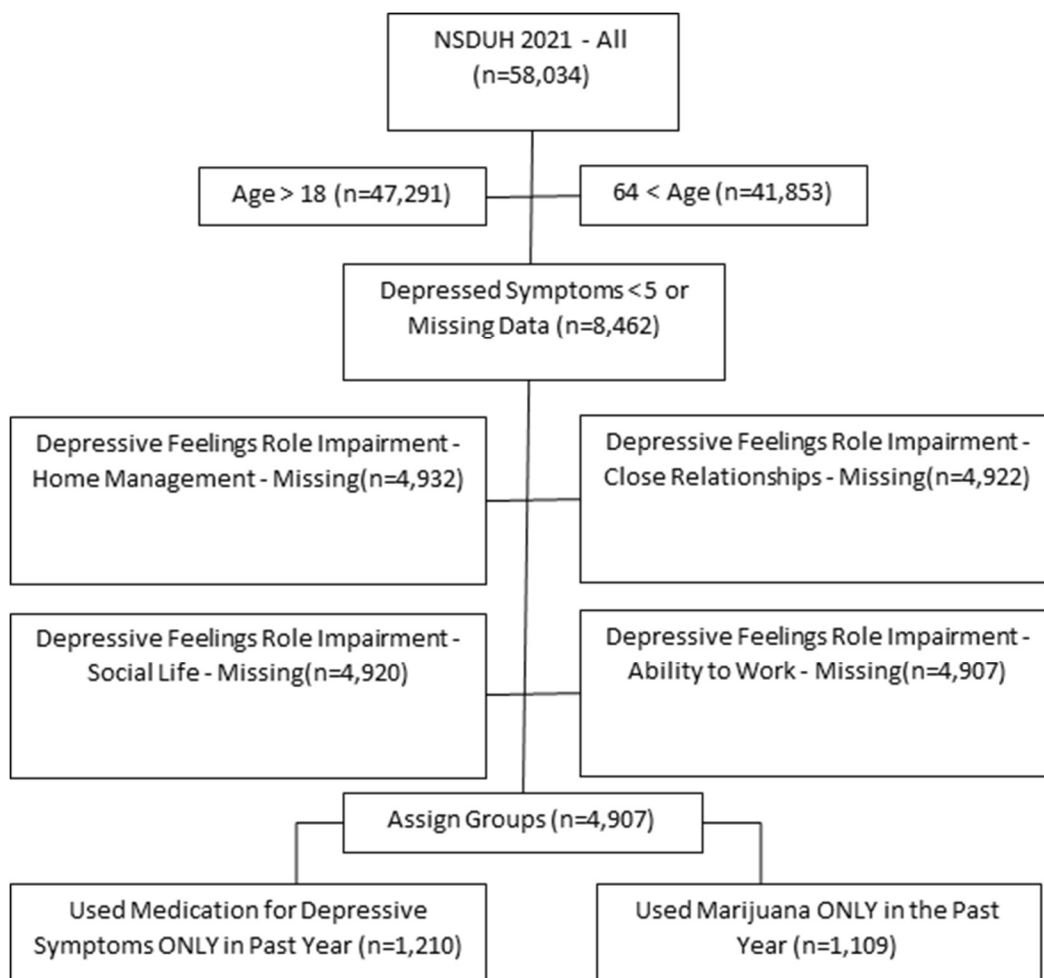 NSDUH 2021 - All
(n=58,034)
Age > 18 (n=47,291)
64 < Age (n=41,853)
Depressed Symptoms <5 or
Missing Data (n=8,462)
Depressive Feelings Role Impairment -
Home Management - Missing(n=4,932)
Depressive Feelings Role Impairment -
Close Relationships - Missing(n=4,922)
Depressive Feelings Role Impairment -
Social Life - Missing(n=4,920)
Depressive Feelings Role Impairment -
Ability to Work - Missing(n=4,907)
Assign Groups (n=4,907)
Used Medication for Depressive
Symptoms ONLY in Past Year (n=1,210)
Used Marijuana ONLY in the Past
Year (n=1,109)